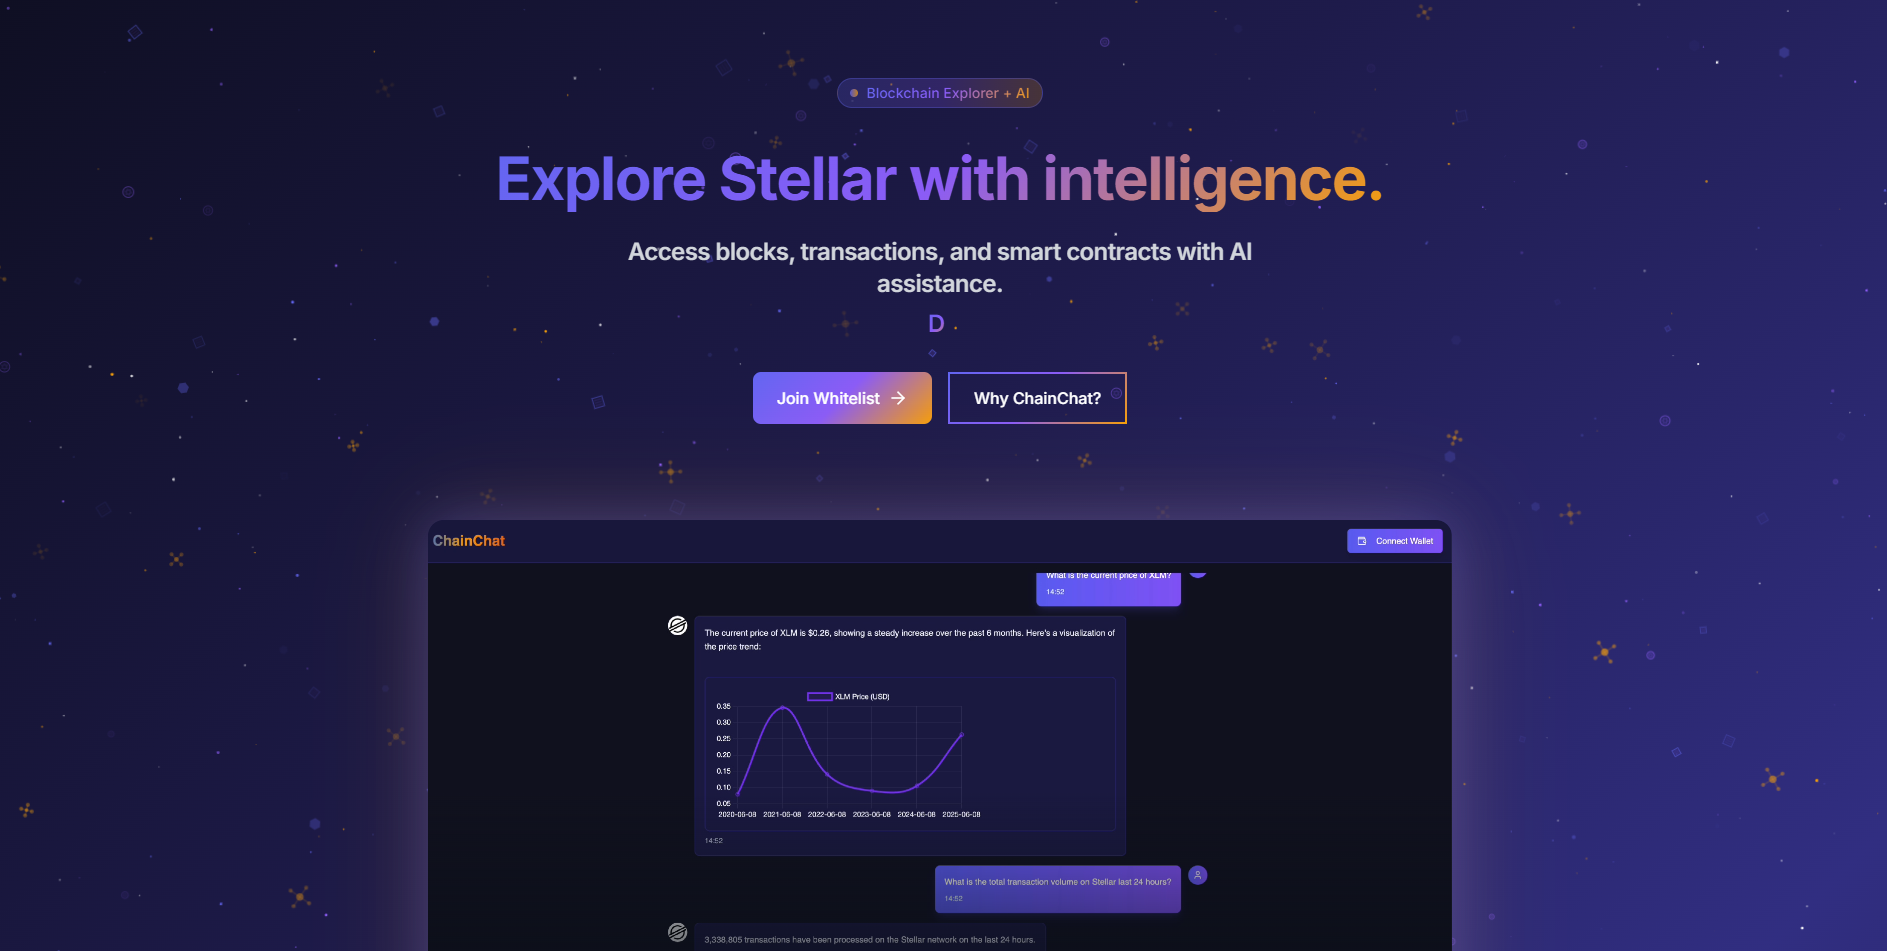 Blockchain Explorer + AI
Explore Stellar with intelligence.
Access blocks, transactions, and smart contracts with AI
assistance.
D
Join Whitelist
Why ChainChat?
ChainChat
Connect Wallet
What is the current price of XLM?
14:52
The current price of XLM is $0.26, showing a steady increase over the past 6 months. Here's a visualization of
the price trend:
XLM Price (USD)
0.35
0.30
0.25
0.20
0.15
0.10
0.05
2020-06-08 2021-06-08 2022-06-08 2023-06-08 2024-06-08 2025-06-08
14:52
What is the total transaction volume on Stellar last 24 hours?
14:52
3,338,805 transactions have been processed on the Stellar network on the last 24 hours.